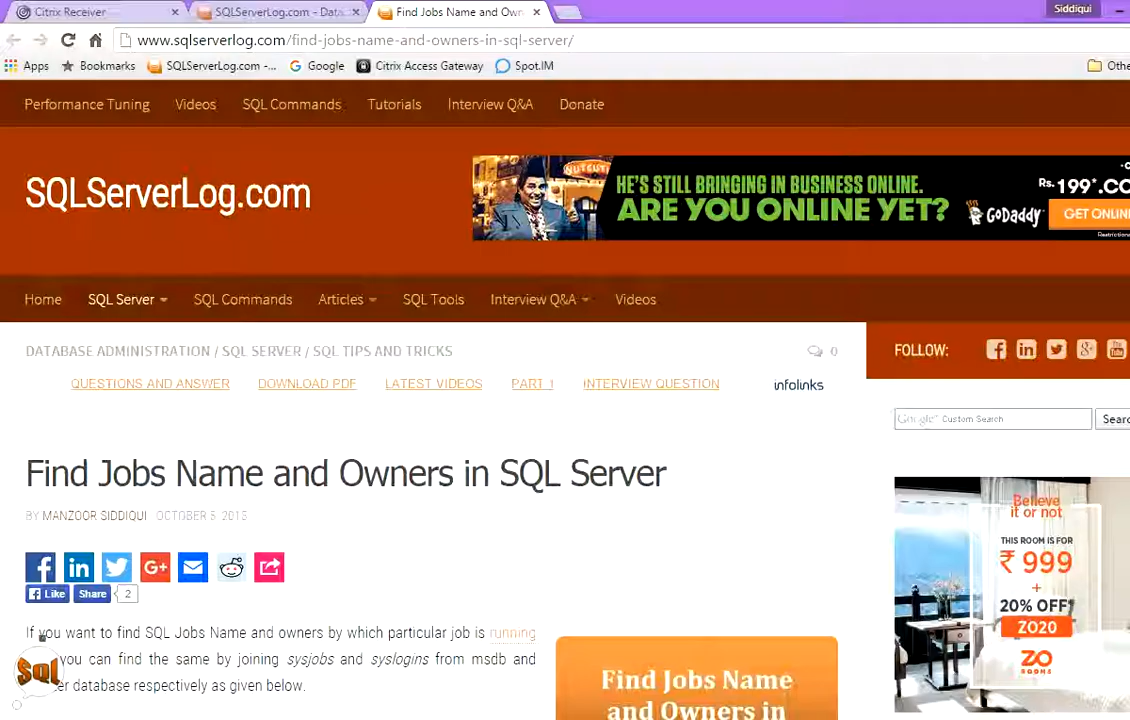 Citrix Receiver
SQLServerLog.com - Data
Find Jobs Name and Own
Siddiqui
www.sqlserverlog.com/find-jobs-name-and-owners-in-sql-server/
Apps Bookmarks SQLServerLog.com -... Google Citrix Access Gateway Spot.IM Othe
Performance Tuning Videos SQL Commands Tutorials Interview Q&A Donate
SQLServerLog.com
HE'S STILL BRINGING IN BUSINESS ONLINE.
ARE YOU ONLINE YET?
GoDaddy
Rs.199*.CO
GET ONLIN
Home SQL Server SQL Commands Articles SQL Tools Interview Q&A Videos
DATABASE ADMINISTRATION / SQL SERVER / SQL TIPS AND TRICKS 0
FOLLOW:
QUESTIONS AND ANSWER DOWNLOAD PDF LATEST VIDEOS PART 1 INTERVIEW QUESTION infolinks
Google Custom Search Searc
Find Jobs Name and Owners in SQL Server
BY MANZOOR SIDDIQUI OCTOBER 5, 2015
Like Share 2
If you want to find SQL Jobs Name and owners by which particular job is running
you can find the same by joining sysjobs and syslogins from msdb and
er database respectively as given below.
Sql
Find Jobs Name
and Owners in
Believe
it or not
THIS ROOM IS FOR
₹ 999
+
20% OFF*
ZO20
ZO
ROOMS